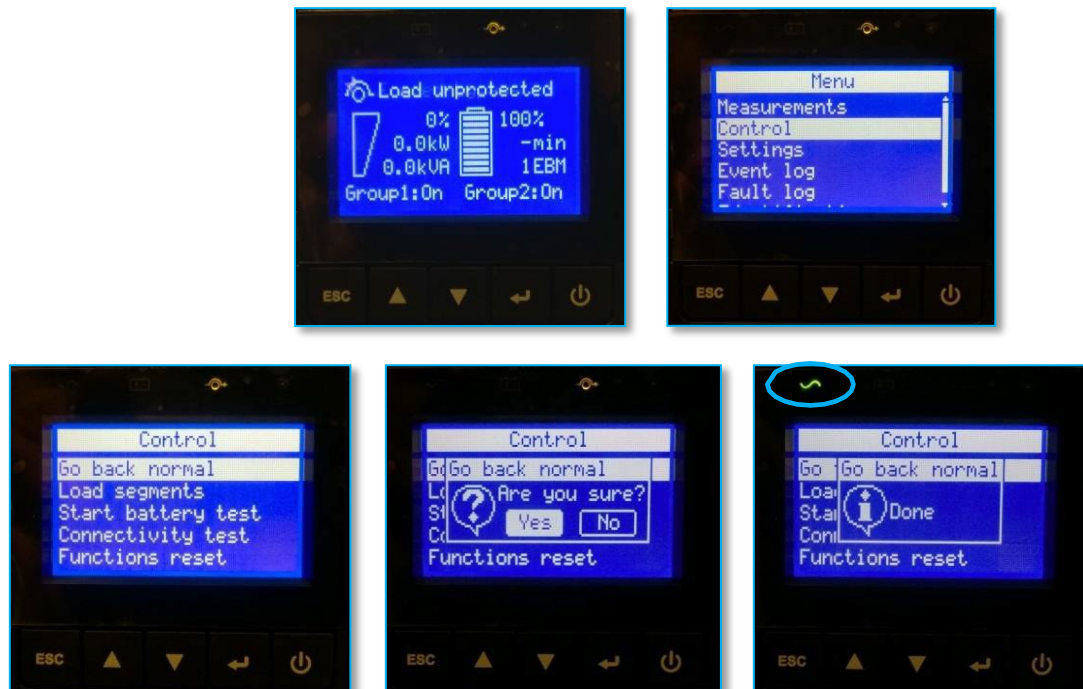 Load unprotected
0% 100%
0.0kW -min
0.0kVA 1EBM
Group1:On Group2:On
ESC
Menu
Measurements
Control
Settings
Event log
Fault log
ESC
Control
Go back normal
Load segments
Start battery test
Connectivity test
Functions reset
ESC
Control
Go back normal
Are you sure?
Yes No
Functions reset
ESC
Control
Go back normal
Done
Functions reset
ESC